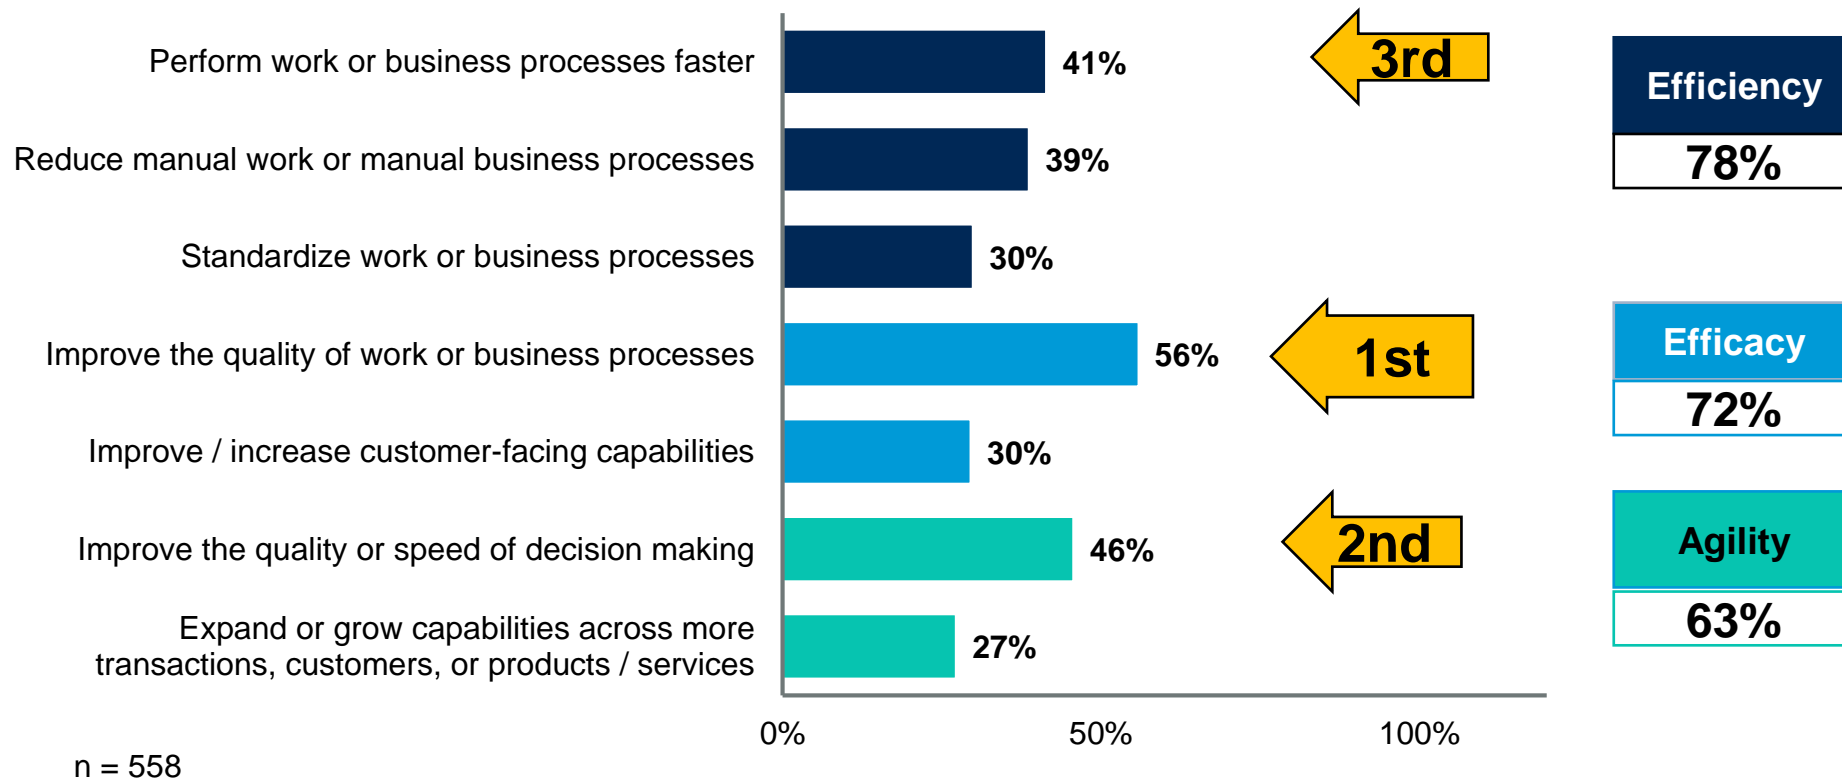 Perform work or business processes faster
41%
3rd
Efficiency
78%
Reduce manual work or manual business processes
39%
Standardize work or business processes
30%
Improve the quality of work or business processes
56%
1st
Efficacy
72%
Improve / increase customer-facing capabilities
30%
Improve the quality or speed of decision making
46%
2nd
Agility
63%
Expand or grow capabilities across more
transactions, customers, or products / services
27%
0%
50%
100%
n = 558